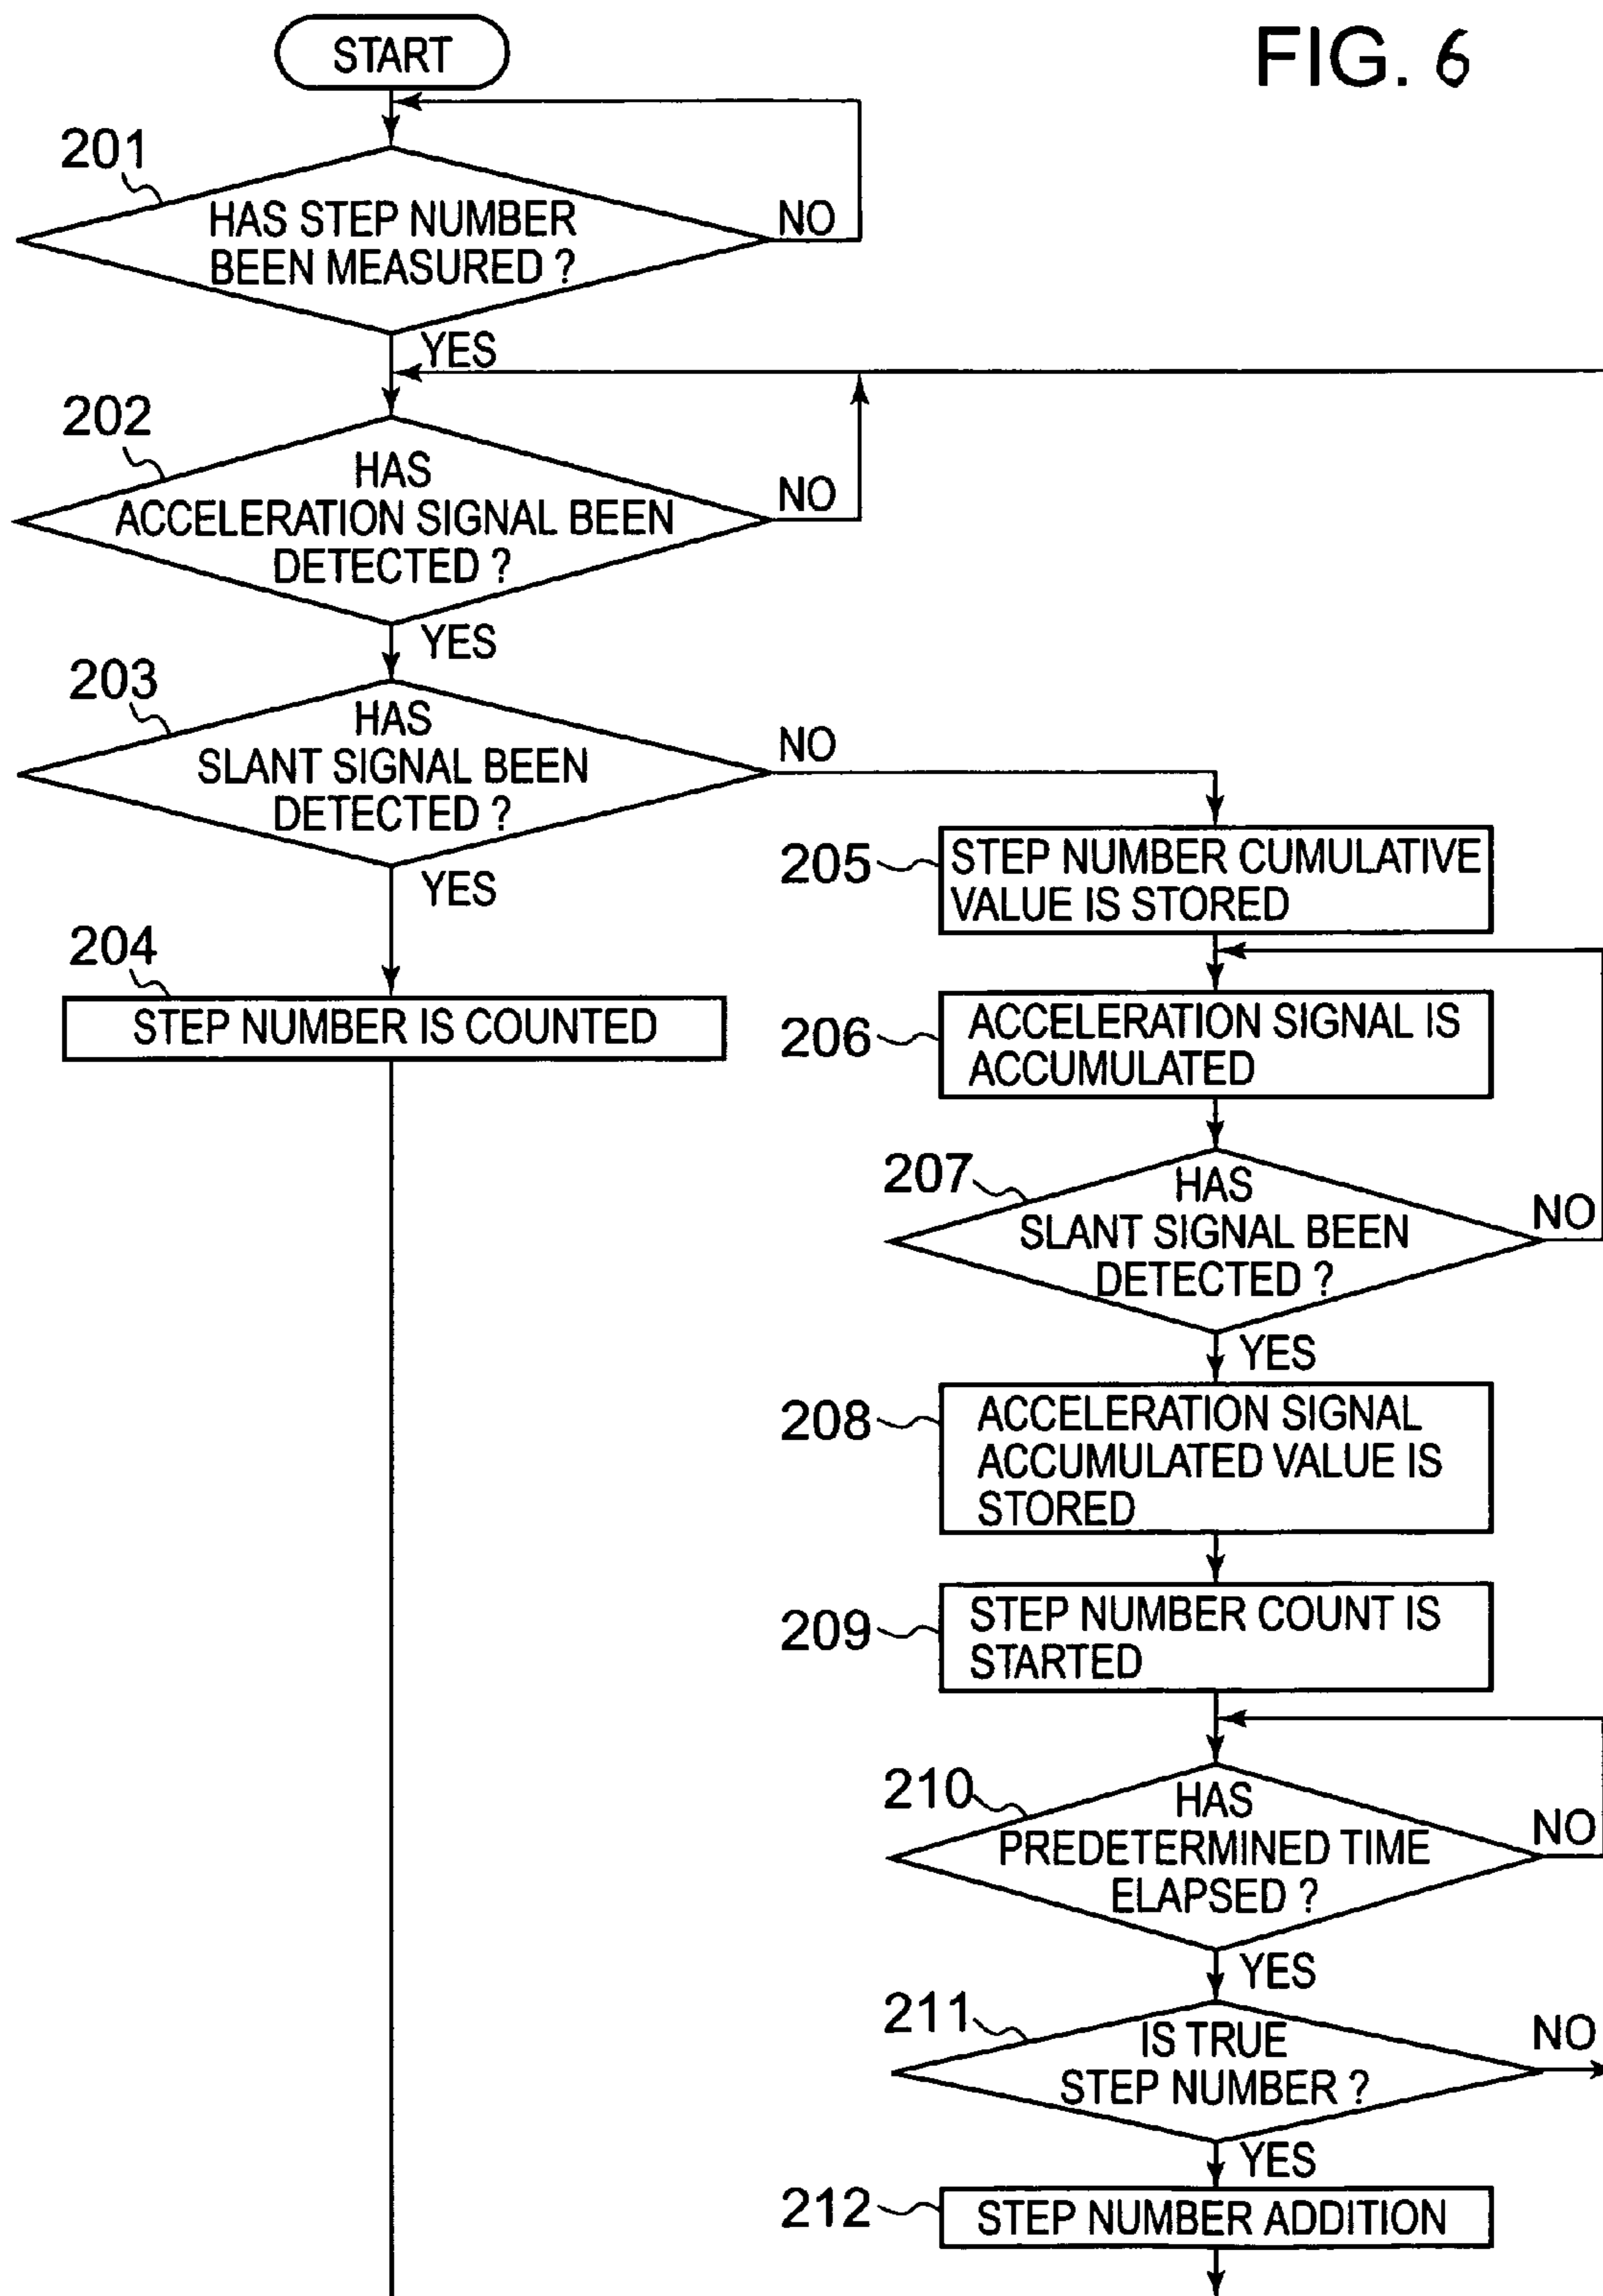 FIG. 6
START
201
HAS STEP NUMBER
BEEN MEASURED ?
NO
YES
202
HAS
ACCELERATION SIGNAL BEEN
DETECTED ?
NO
YES
203
HAS
SLANT SIGNAL BEEN
DETECTED ?
NO
YES
204
STEP NUMBER IS COUNTED
205
STEP NUMBER CUMULATIVE
VALUE IS STORED
206
ACCELERATION SIGNAL IS
ACCUMULATED
207
HAS
SLANT SIGNAL BEEN
DETECTED ?
NO
YES
208
ACCELERATION SIGNAL
ACCUMULATED VALUE IS
STORED
209
STEP NUMBER COUNT IS
STARTED
210
HAS
PREDETERMINED TIME
ELAPSED ?
NO
YES
211
IS TRUE
STEP NUMBER ?
NO
YES
212
STEP NUMBER ADDITION